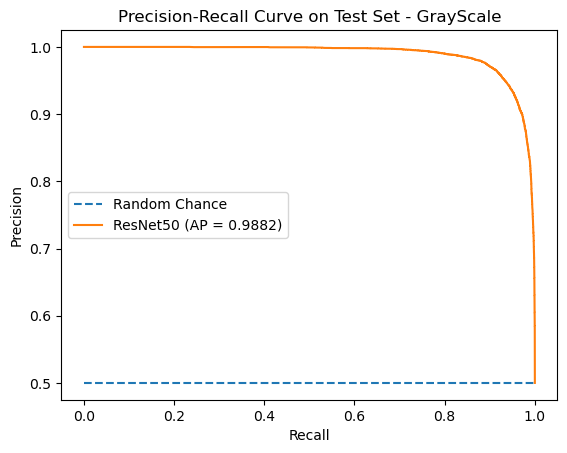 Precision-Recall Curve on Test Set - GrayScale
1.0
0.9
0.8
0.7
0.6
0.5
Precision
Random Chance
ResNet50 (AP = 0.9882)
0.0 0.2 0.4 0.6 0.8 1.0
Recall